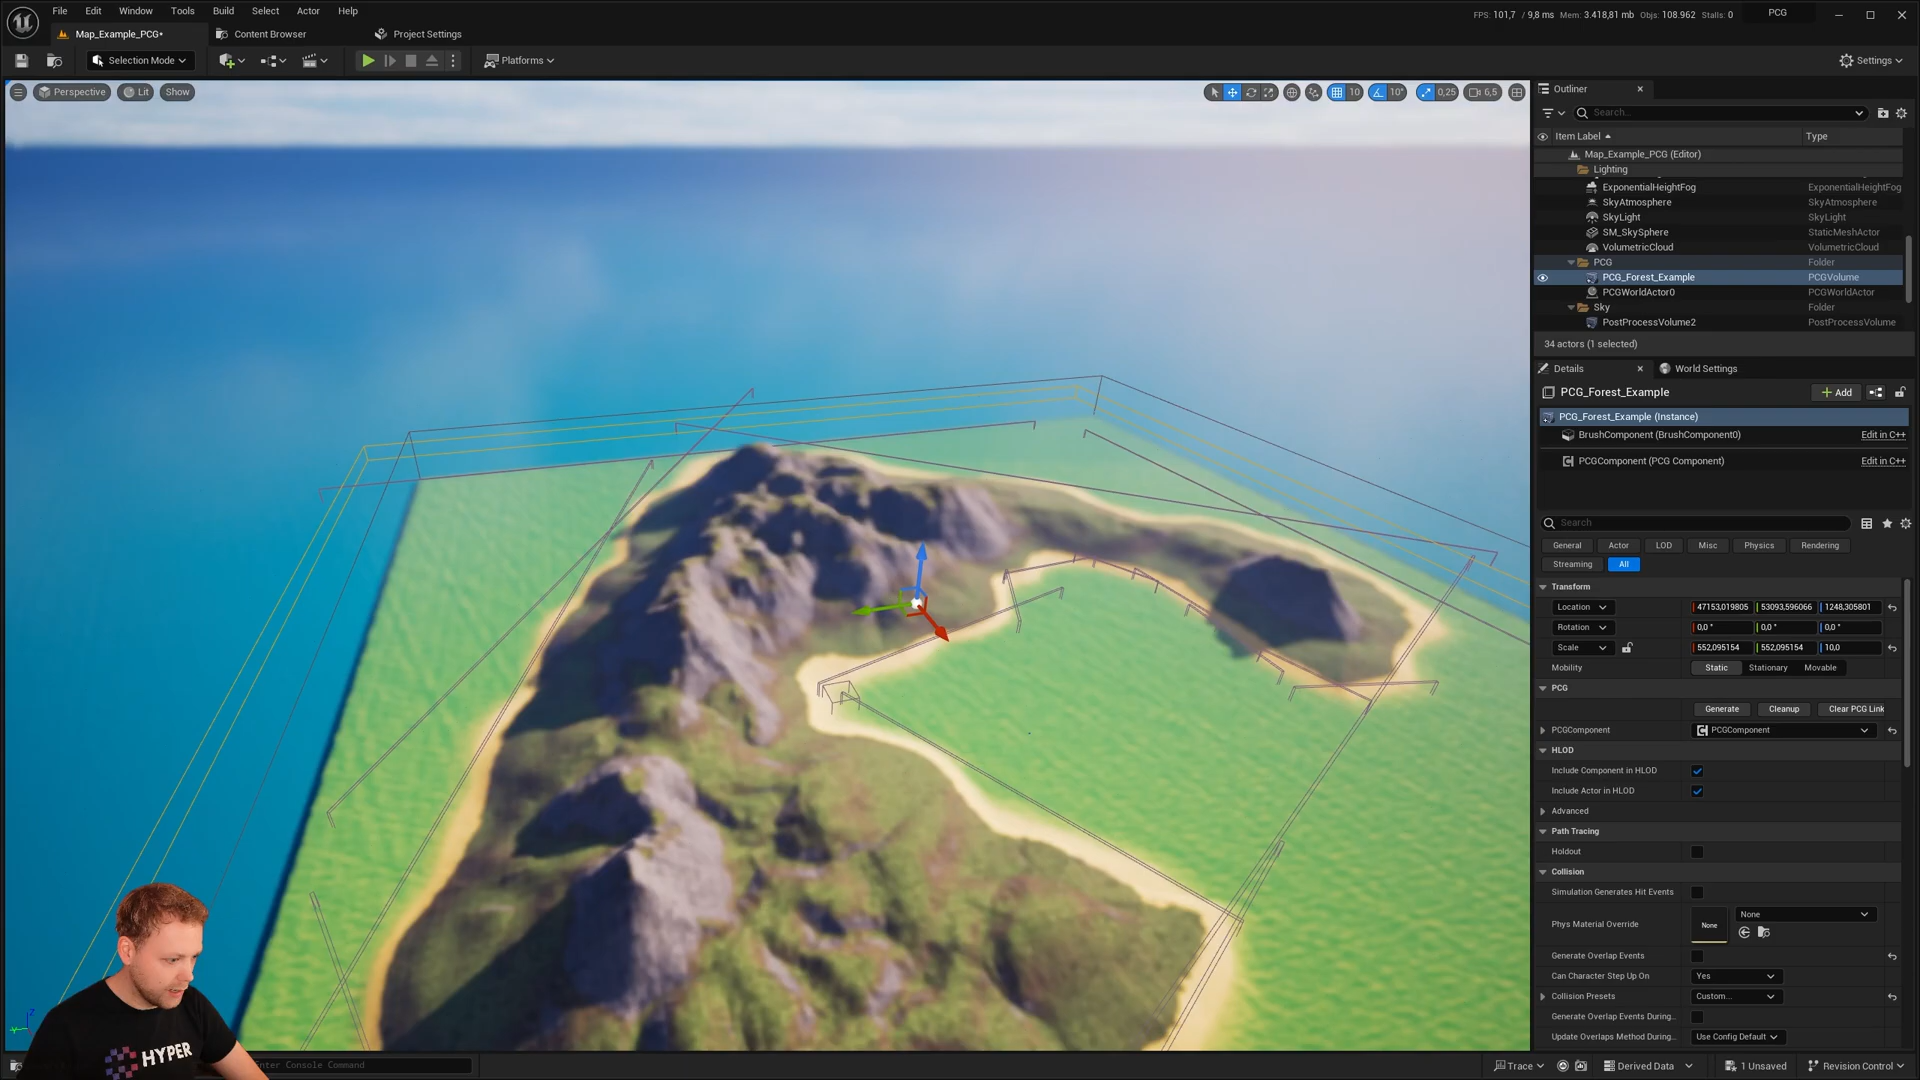 File Edit Window Tools Build Select Actor Help
FPS: 101,7 / 9,8 ms Mem: 3.418,81 mb Objs: 108.962 Stalls: 0 PCG
Map_Example_PCG* Content Browser Project Settings
Selection Mode Platforms Settings
Perspective Lit Show 10 10° 0,25 6,5
Outliner
Search...
Item Label Type
Map_Example_PCG (Editor)
Lighting
ExponentialHeightFog ExponentialHeightFog
SkyAtmosphere SkyAtmosphere
SkyLight SkyLight
SM_SkySphere StaticMeshActor
VolumetricCloud VolumetricCloud
PCG Folder
PCG_Forest_Example PCGVolume
PCGWorldActor0 PCGWorldActor
Sky Folder
PostProcessVolume2 PostProcessVolume
34 actors (1 selected)
Details World Settings
PCG_Forest_Example Add
PCG_Forest_Example (Instance)
BrushComponent (BrushComponent0) Edit in C++
PCGComponent (PCG Component) Edit in C++
Search
General Actor LOD Misc Physics Rendering
Streaming All
Transform
Location 47153,019805 53093,596066 1248,305801
Rotation 0,0 ° 0,0 ° 0,0 °
Scale 552,095154 552,095154 10,0
Mobility Static Stationary Movable
PCG
Generate Cleanup Clear PCG Link
PCGComponent PCGComponent
HLOD
Include Component in HLOD
Include Actor in HLOD
Advanced
Path Tracing
Holdout
Collision
Simulation Generates Hit Events
Phys Material Override None None
Generate Overlap Events
Can Character Step Up On Yes
Collision Presets Custom...
Generate Overlap Events During...
Update Overlaps Method During... Use Config Default
HYPER
Enter Console Command
Trace Derived Data 1 Unsaved Revision Control